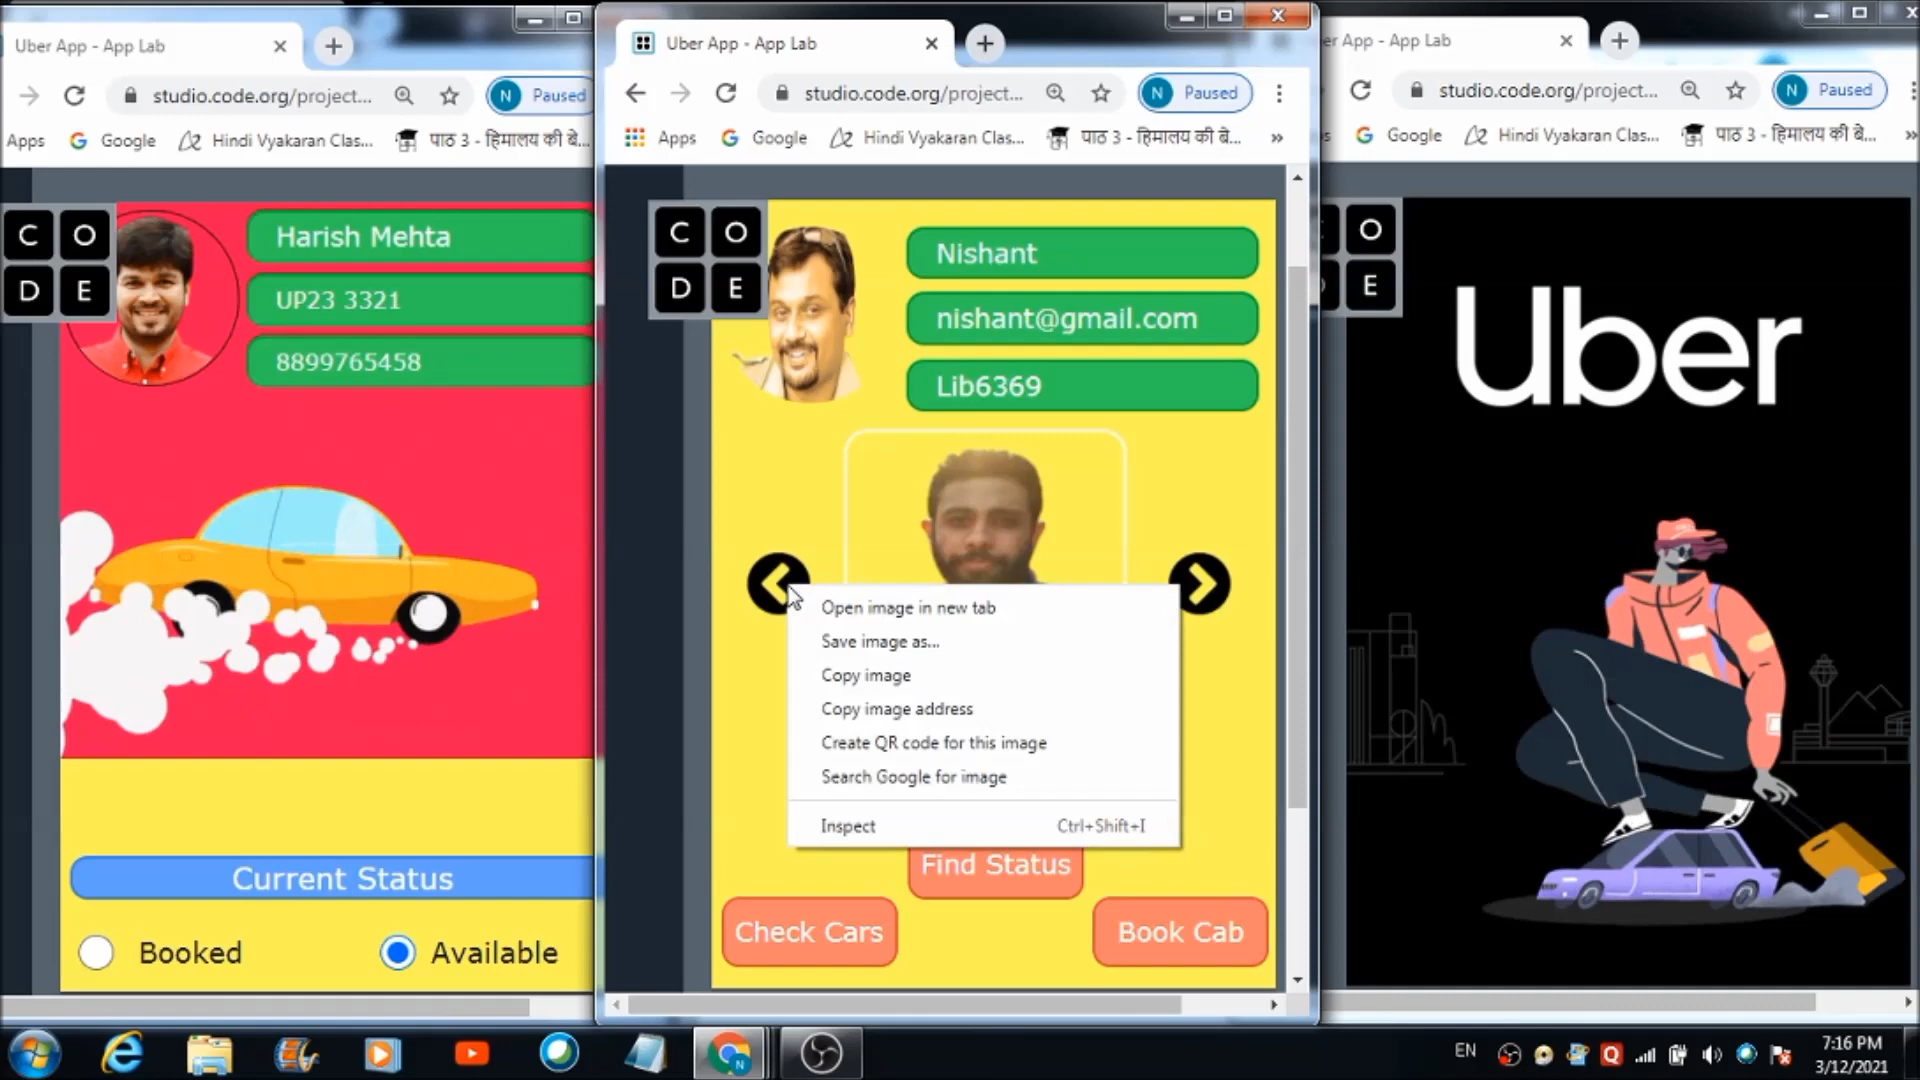 Uber App - App Lab
studio.code.org/project...
N Paused
Apps
Google
Hindi Vyakaran Clas...
पाठ 3 - हिमालय की बे...
C O
D E
Harish Mehta
UP23 3321
8899765458
Current Status
Booked
Available
Uber App - App Lab
studio.code.org/project...
N Paused
Apps
Google
Hindi Vyakaran Clas...
पाठ 3 - हिमालय की बे...
»
C O
D E
Nishant
nishant@gmail.com
Lib6369
Open image in new tab
Save image as...
Copy image
Copy image address
Create QR code for this image
Search Google for image
Inspect Ctrl+Shift+I
Find Status
Check Cars
Book Cab
er App - App Lab
studio.code.org/project...
N Paused
Google
Hindi Vyakaran Clas...
पाठ 3 - हिमालय की बे...
»
O
E
Uber
EN
7:16 PM
3/12/2021